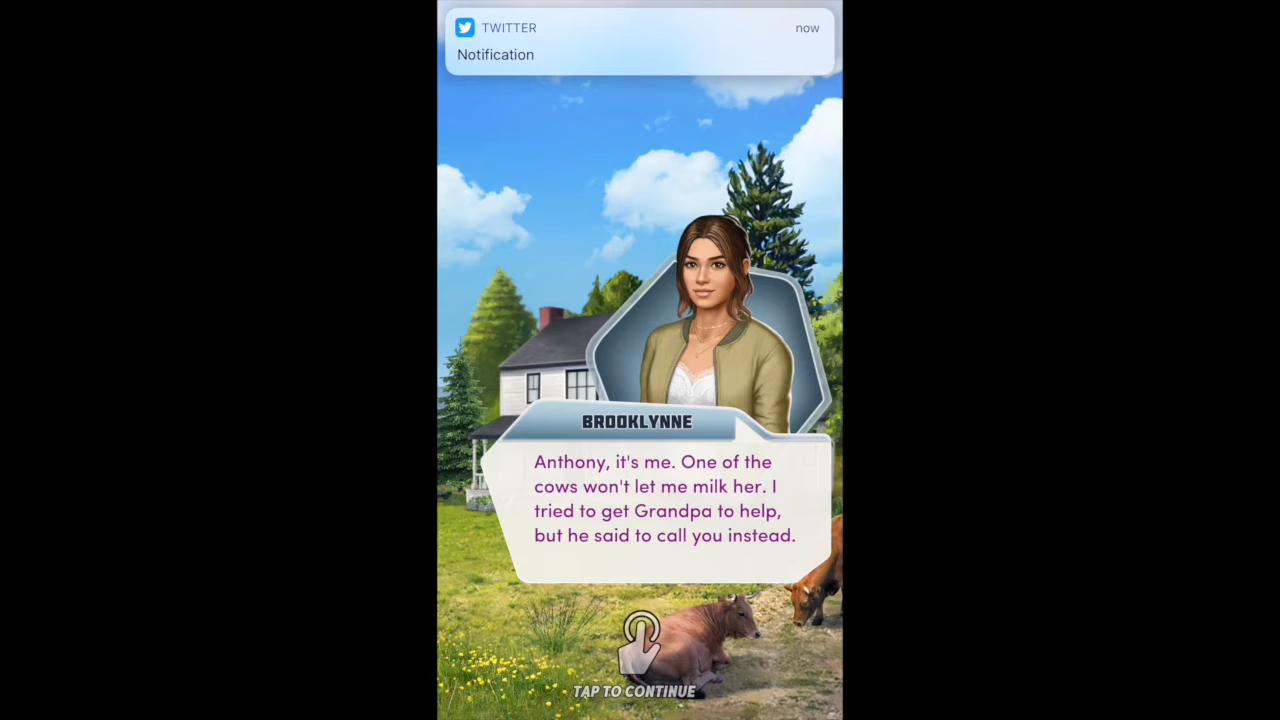 TWITTER now
Notification
BROOKLYNNE
Anthony, it's me. One of the
cows won't let me milk her. I
tried to get Grandpa to help,
but he said to call you instead.
TAP TO CONTINUE